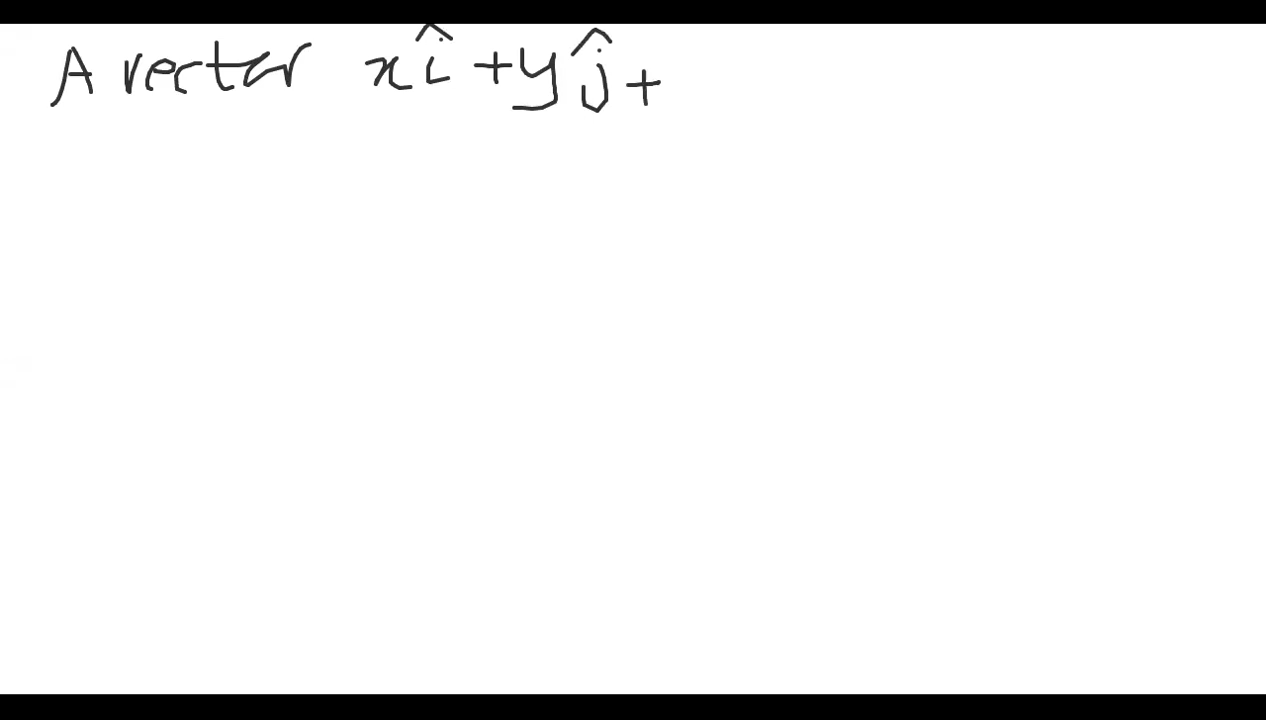 A vector xî + yĵ +